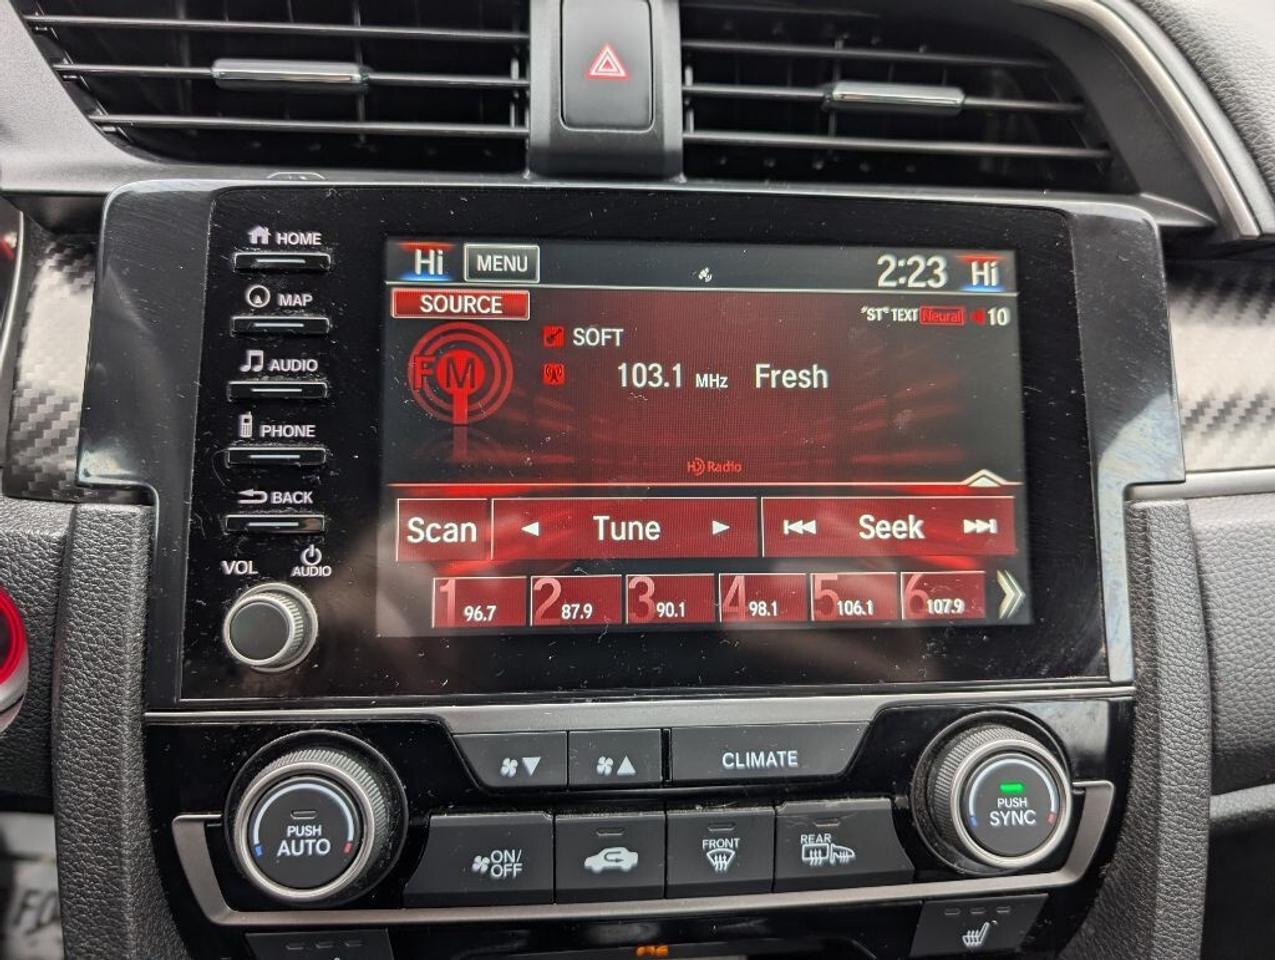 HOME
MAP
AUDIO
PHONE
BACK
VOL
AUDIO
Hi MENU 2:23 Hi
SOURCE
"ST" TEXT Neural 10
FM
SOFT
103.1 MHz Fresh
HD Radio
Scan Tune Seek
1 96.7 2 87.9 3 90.1 4 98.1 5 106.1 6 107.9
CLIMATE
PUSH AUTO
ON/OFF
FRONT
REAR
PUSH SYNC